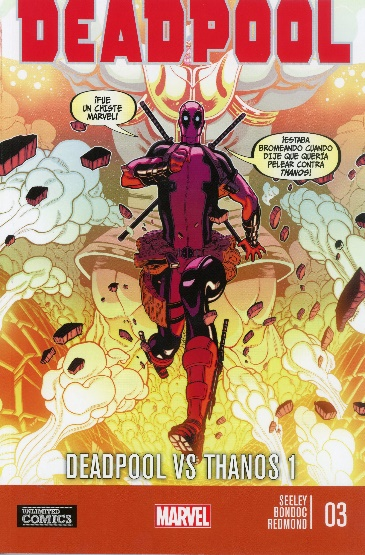 DEADPOOL
¡FUE
UN CHISTE
MARVEL!
¡ESTABA
BROMEANDO CUANDO
DIJE QUE QUERÍA
PELEAR CONTRA
THANOS!
DEADPOOL VS THANOS 1
UNLIMITED
COMICS
MARVEL
SEELEY
BONDOC
REDMOND
03